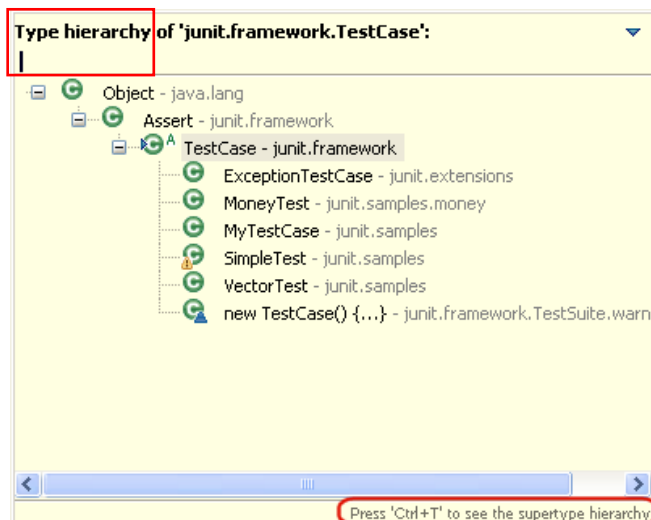 Type hierarchy of 'junit.framework.TestCase':
Object - java.lang
Assert - junit.framework
A TestCase - junit.framework
ExceptionTestCase - junit.extensions
MoneyTest - junit.samples.money
MyTestCase - junit.samples
SimpleTest - junit.samples
VectorTest - junit.samples
new TestCase() {...} - junit.framework.TestSuite.warn
Press 'Ctrl+T' to see the supertype hierarchy